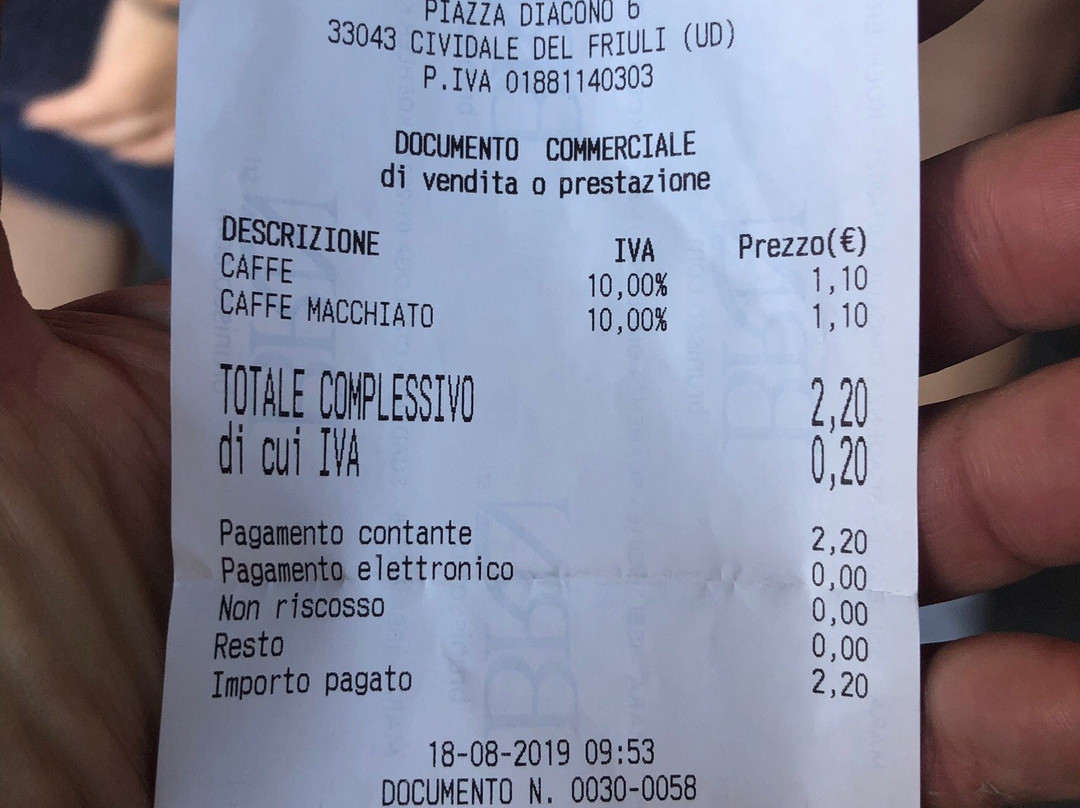 PIAZZA DIACONO 6
33043 CIVIDALE DEL FRIULI (UD)
P.IVA 01881140303
DOCUMENTO COMMERCIALE
di vendita o prestazione
DESCRIZIONE IVA Prezzo(€)
CAFFE 10,00% 1,10
CAFFE MACCHIATO 10,00% 1,10
TOTALE COMPLESSIVO 2,20
di cui IVA 0,20
Pagamento contante 2,20
Pagamento elettronico 0,00
Non riscosso 0,00
Resto 0,00
Importo pagato 2,20
18-08-2019 09:53
DOCUMENTO N. 0030-0058